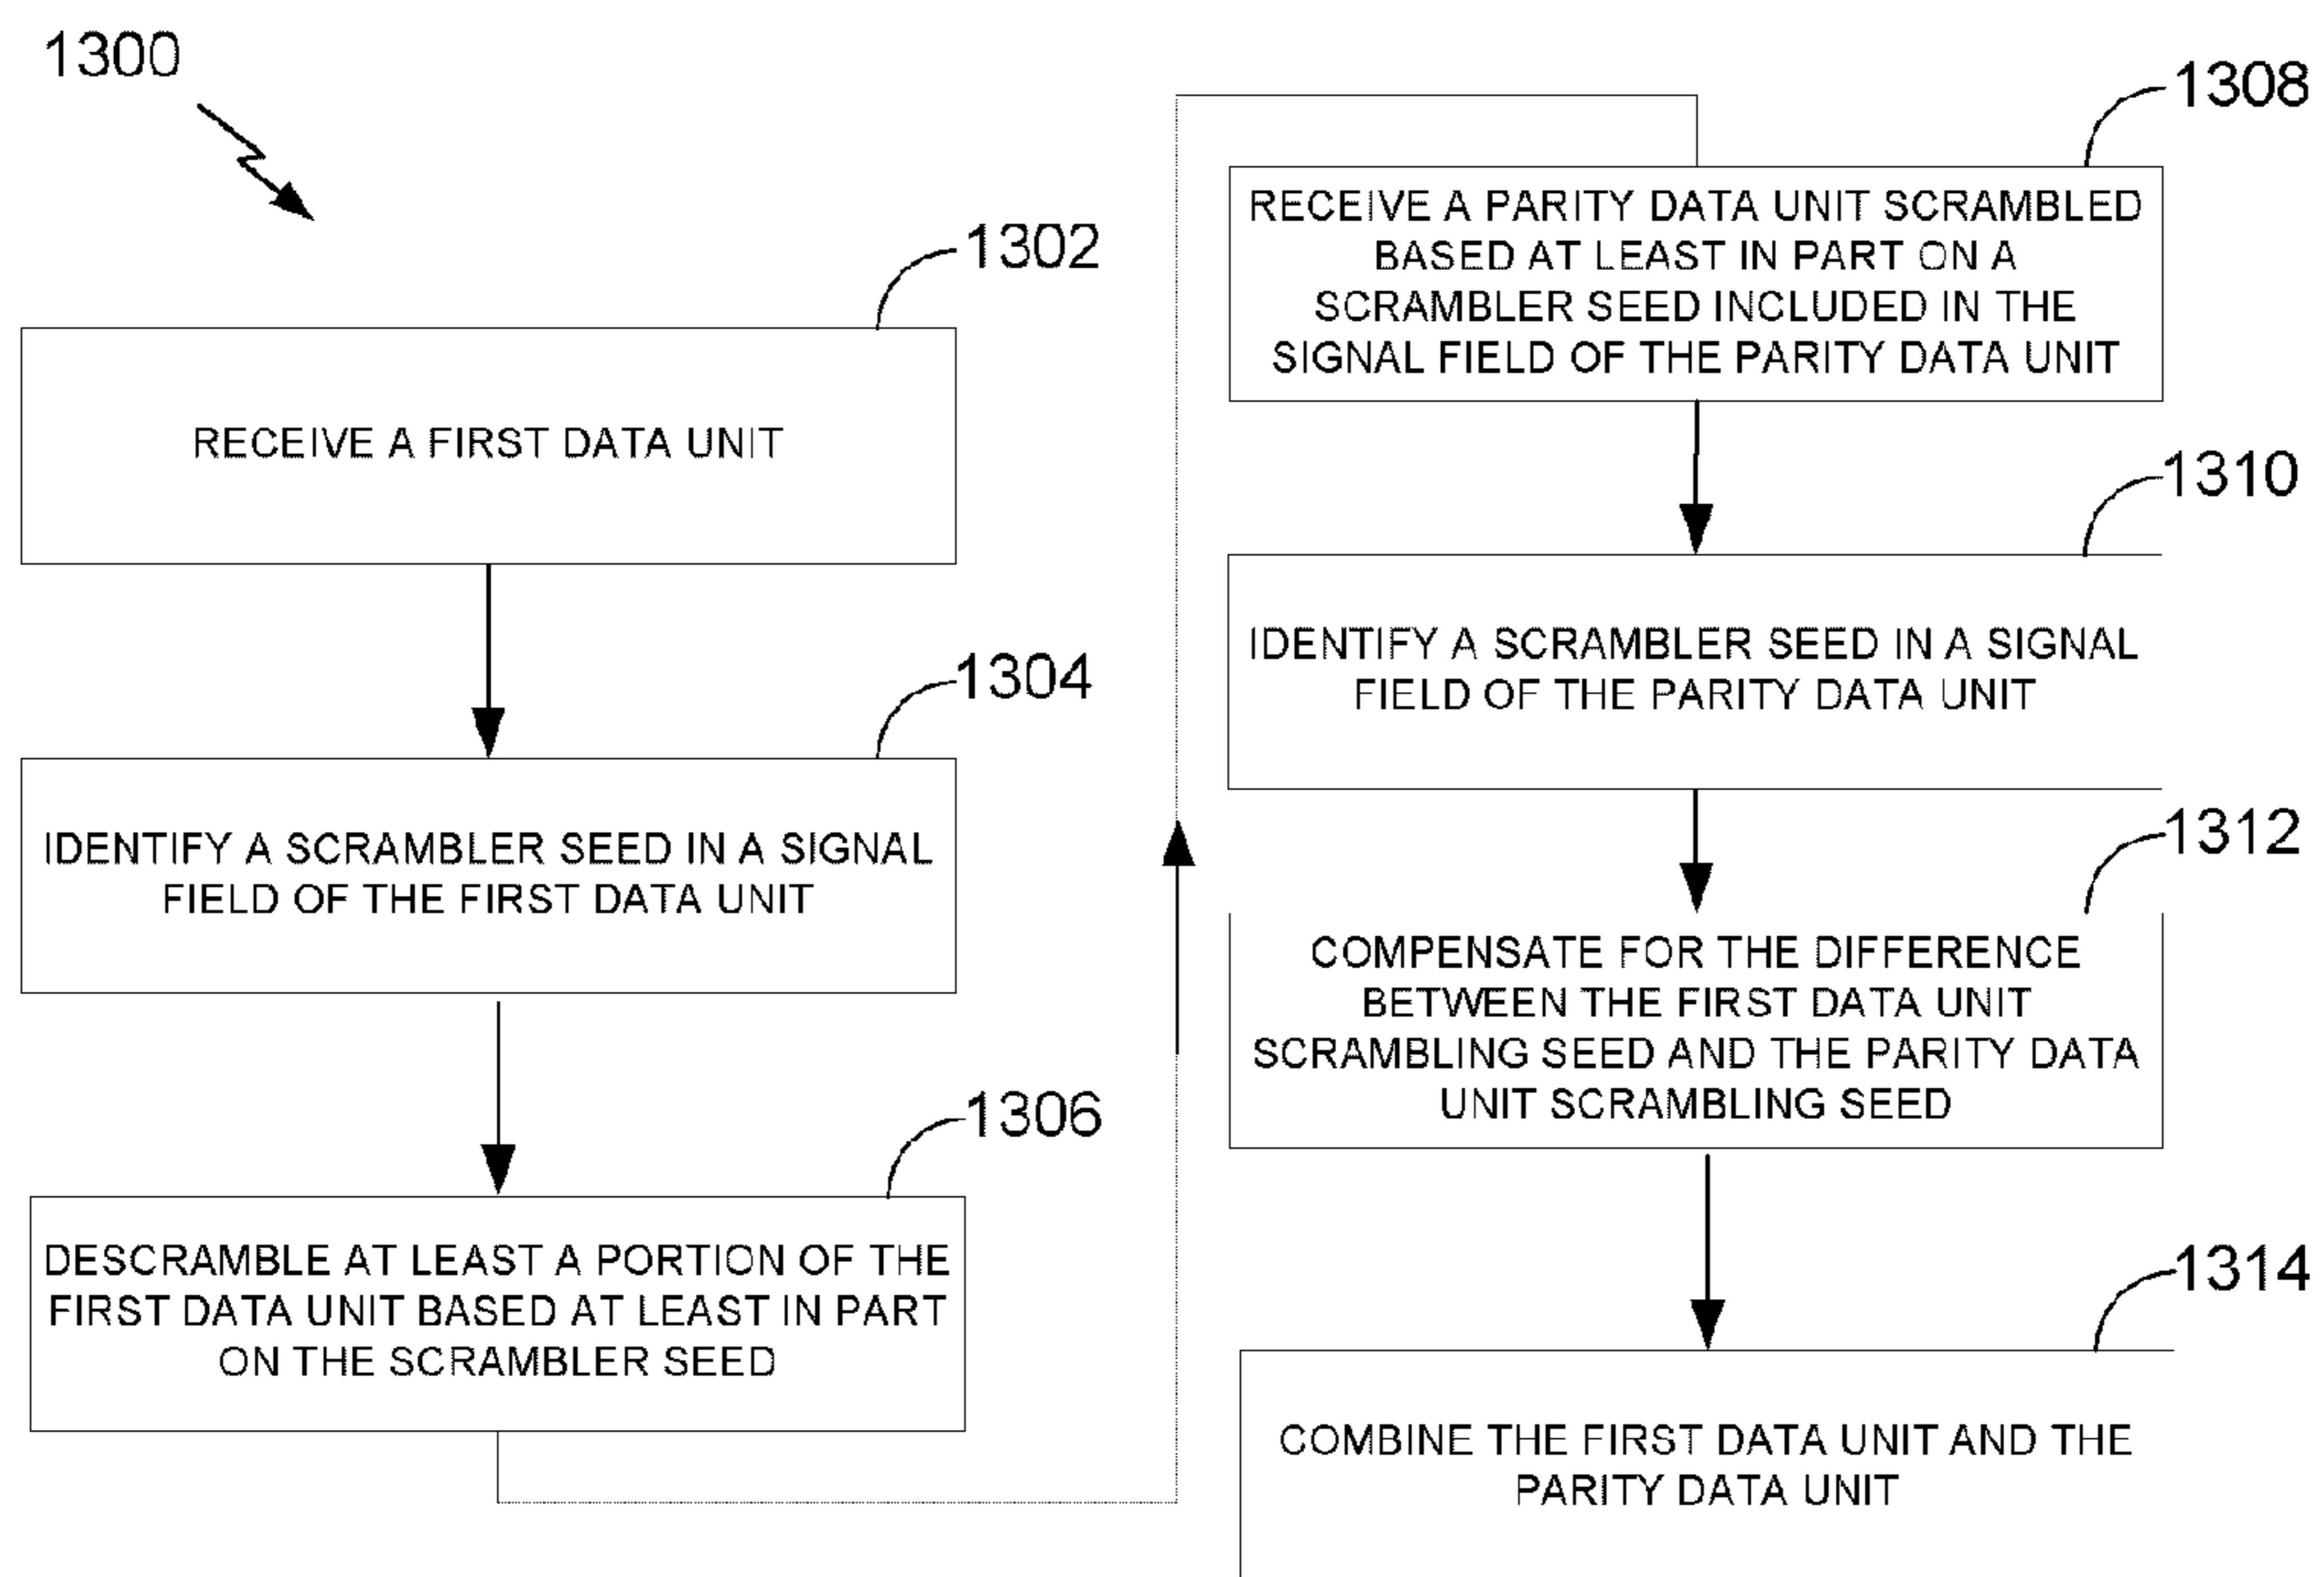 1300
1302
RECEIVE A FIRST DATA UNIT
1304
IDENTIFY A SCRAMBLER SEED IN A SIGNAL
FIELD OF THE FIRST DATA UNIT
1306
DESCRAMBLE AT LEAST A PORTION OF THE
FIRST DATA UNIT BASED AT LEAST IN PART
ON THE SCRAMBLER SEED
1308
RECEIVE A PARITY DATA UNIT SCRAMBLED
BASED AT LEAST IN PART ON A
SCRAMBLER SEED INCLUDED IN THE
SIGNAL FIELD OF THE PARITY DATA UNIT
1310
IDENTIFY A SCRAMBLER SEED IN A SIGNAL
FIELD OF THE PARITY DATA UNIT
1312
COMPENSATE FOR THE DIFFERENCE
BETWEEN THE FIRST DATA UNIT
SCRAMBLING SEED AND THE PARITY DATA
UNIT SCRAMBLING SEED
1314
COMBINE THE FIRST DATA UNIT AND THE
PARITY DATA UNIT